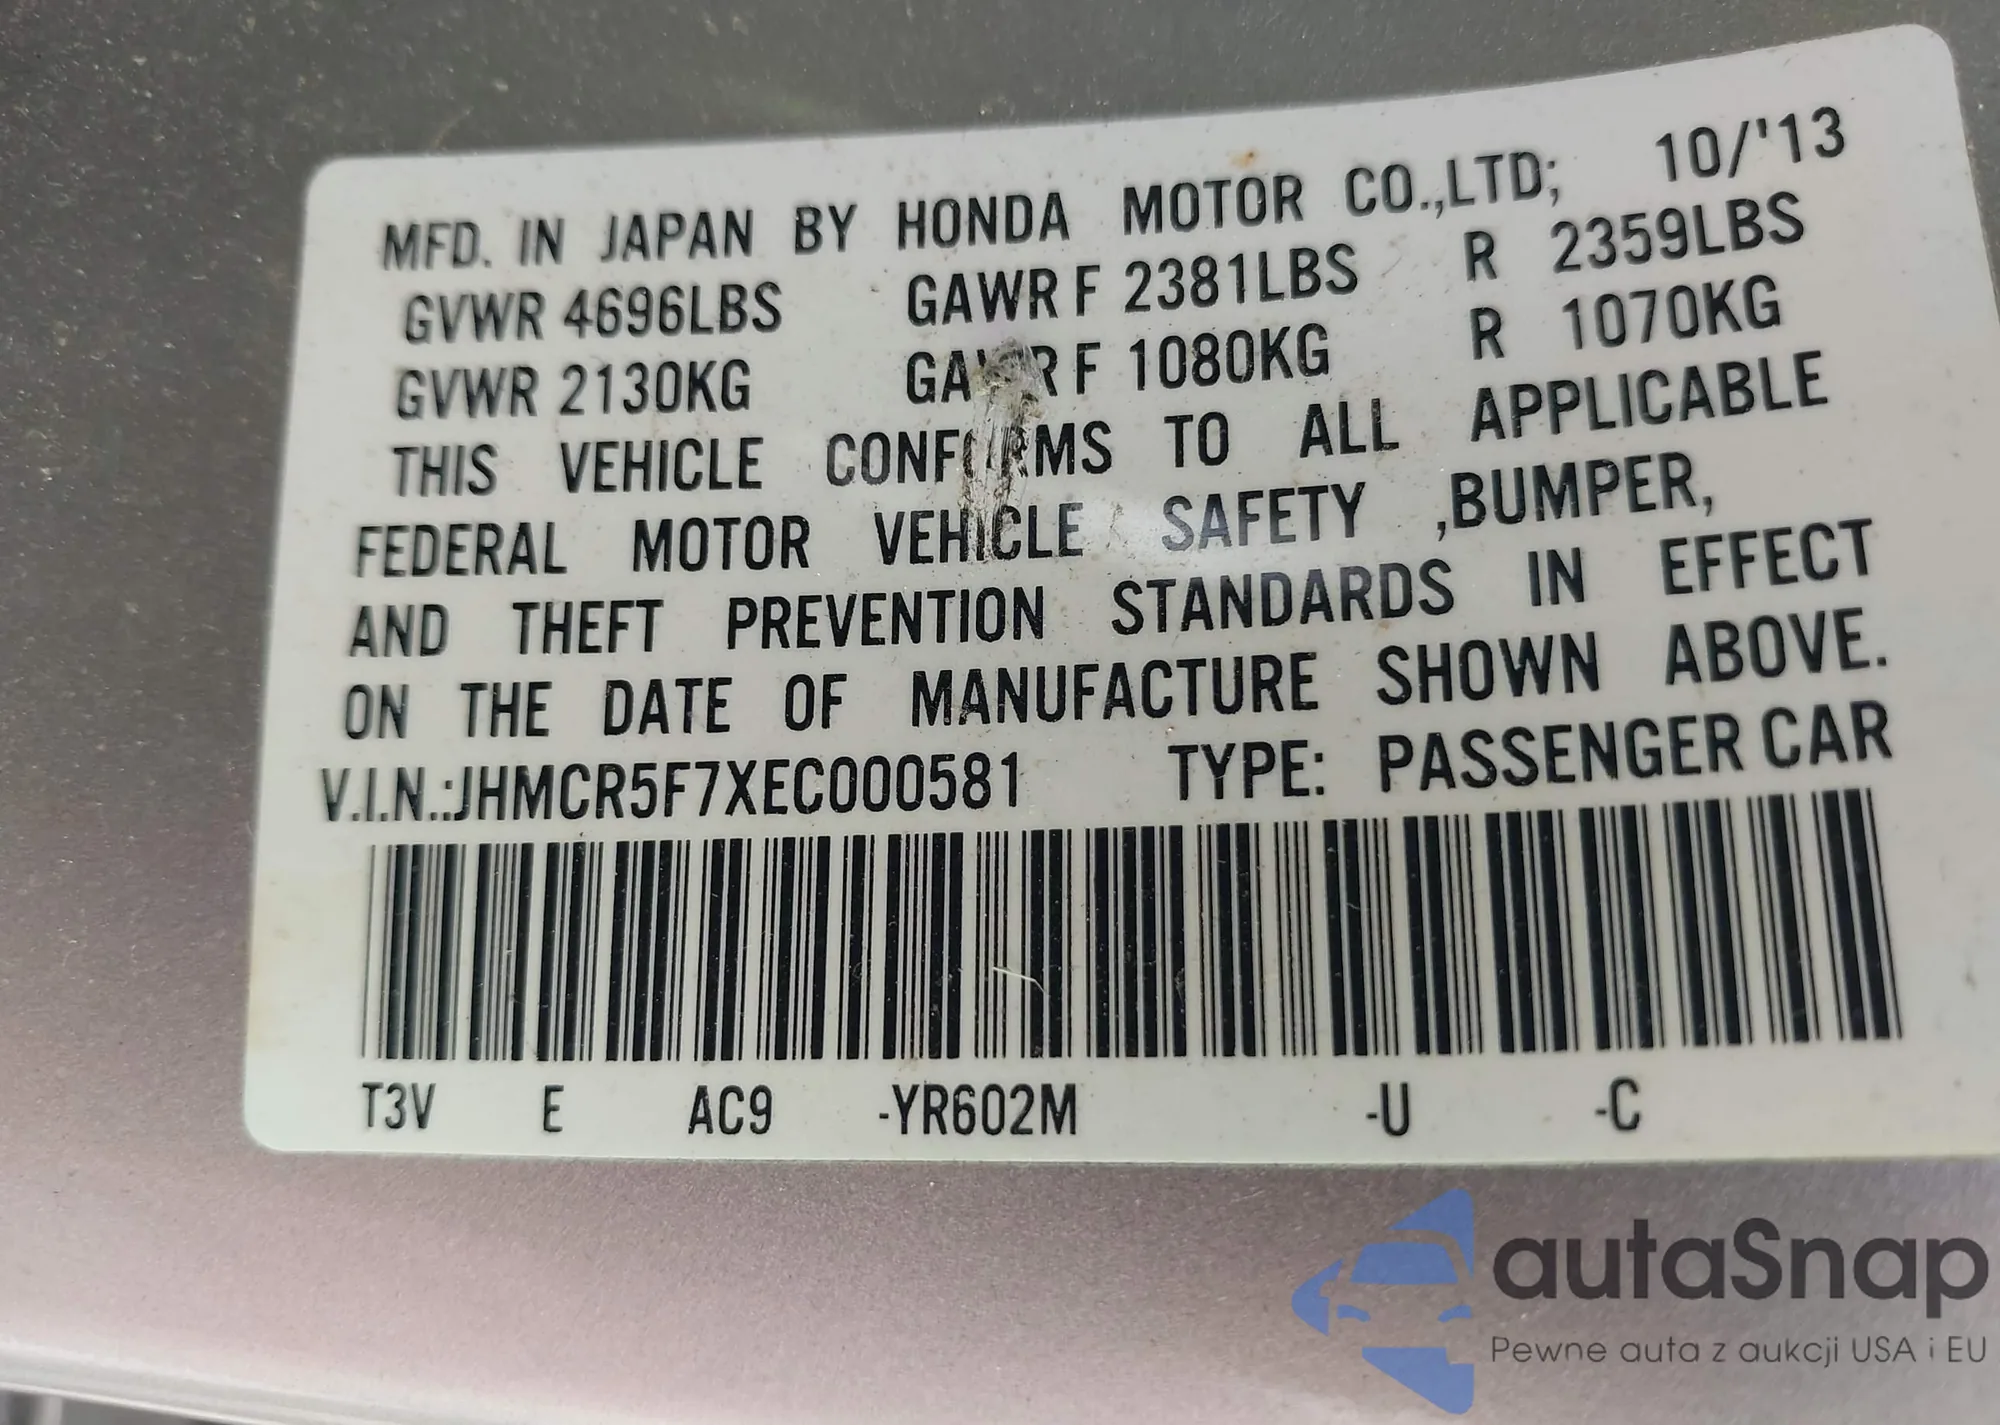 MFD. IN JAPAN BY HONDA MOTOR CO.,LTD; 10/'13
GVWR 4696LBS GAWR F 2381LBS R 2359LBS
GVWR 2130KG GAWR F 1080KG R 1070KG
THIS VEHICLE CONFORMS TO ALL APPLICABLE
FEDERAL MOTOR VEHICLE SAFETY ,BUMPER,
AND THEFT PREVENTION STANDARDS IN EFFECT
ON THE DATE OF MANUFACTURE SHOWN ABOVE.
V.I.N.:JHMCR5F7XEC000581 TYPE: PASSENGER CAR
T3V E AC9 -YR602M -U -C
autaSnap
Pewne auta z aukcji USA i EU